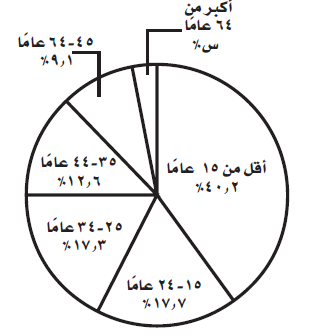 أكبر من
٦٤ عامًا
س%
٤٥-٦٤ عامًا
٩٫١%
٣٥-٤٤ عامًا
١٢٫٦%
أقل من ١٥ عامًا
٤٠٫٢%
٢٥-٣٤ عامًا
١٧٫٣%
١٥-٢٤ عامًا
١٧٫٧%